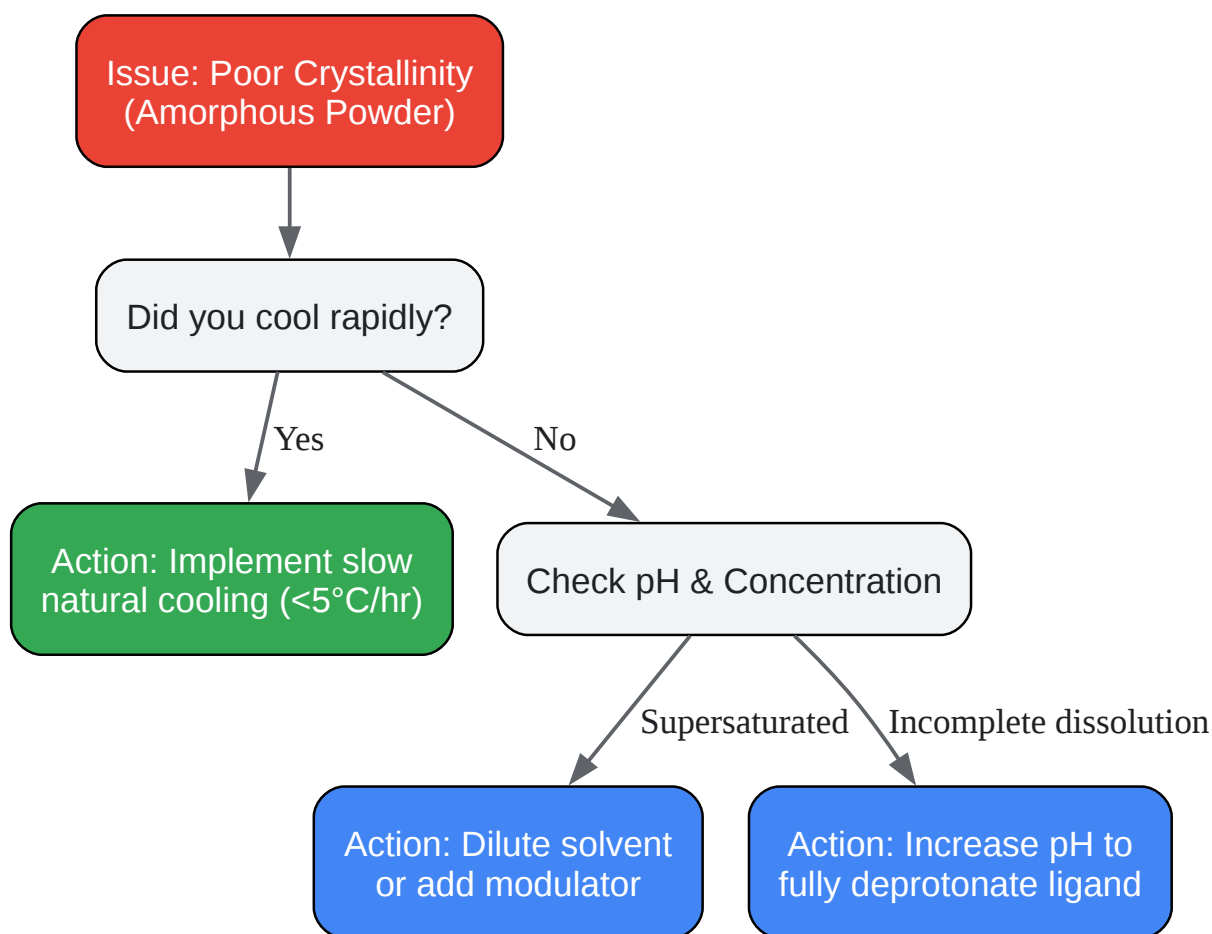 Issue: Poor Crystallinity
(Amorphous Powder)
Did you cool rapidly?
Yes
No
Action: Implement slow
natural cooling (<5°C/hr)
Check pH & Concentration
Supersaturated
Incomplete dissolution
Action: Dilute solvent
or add modulator
Action: Increase pH to
fully deprotonate ligand